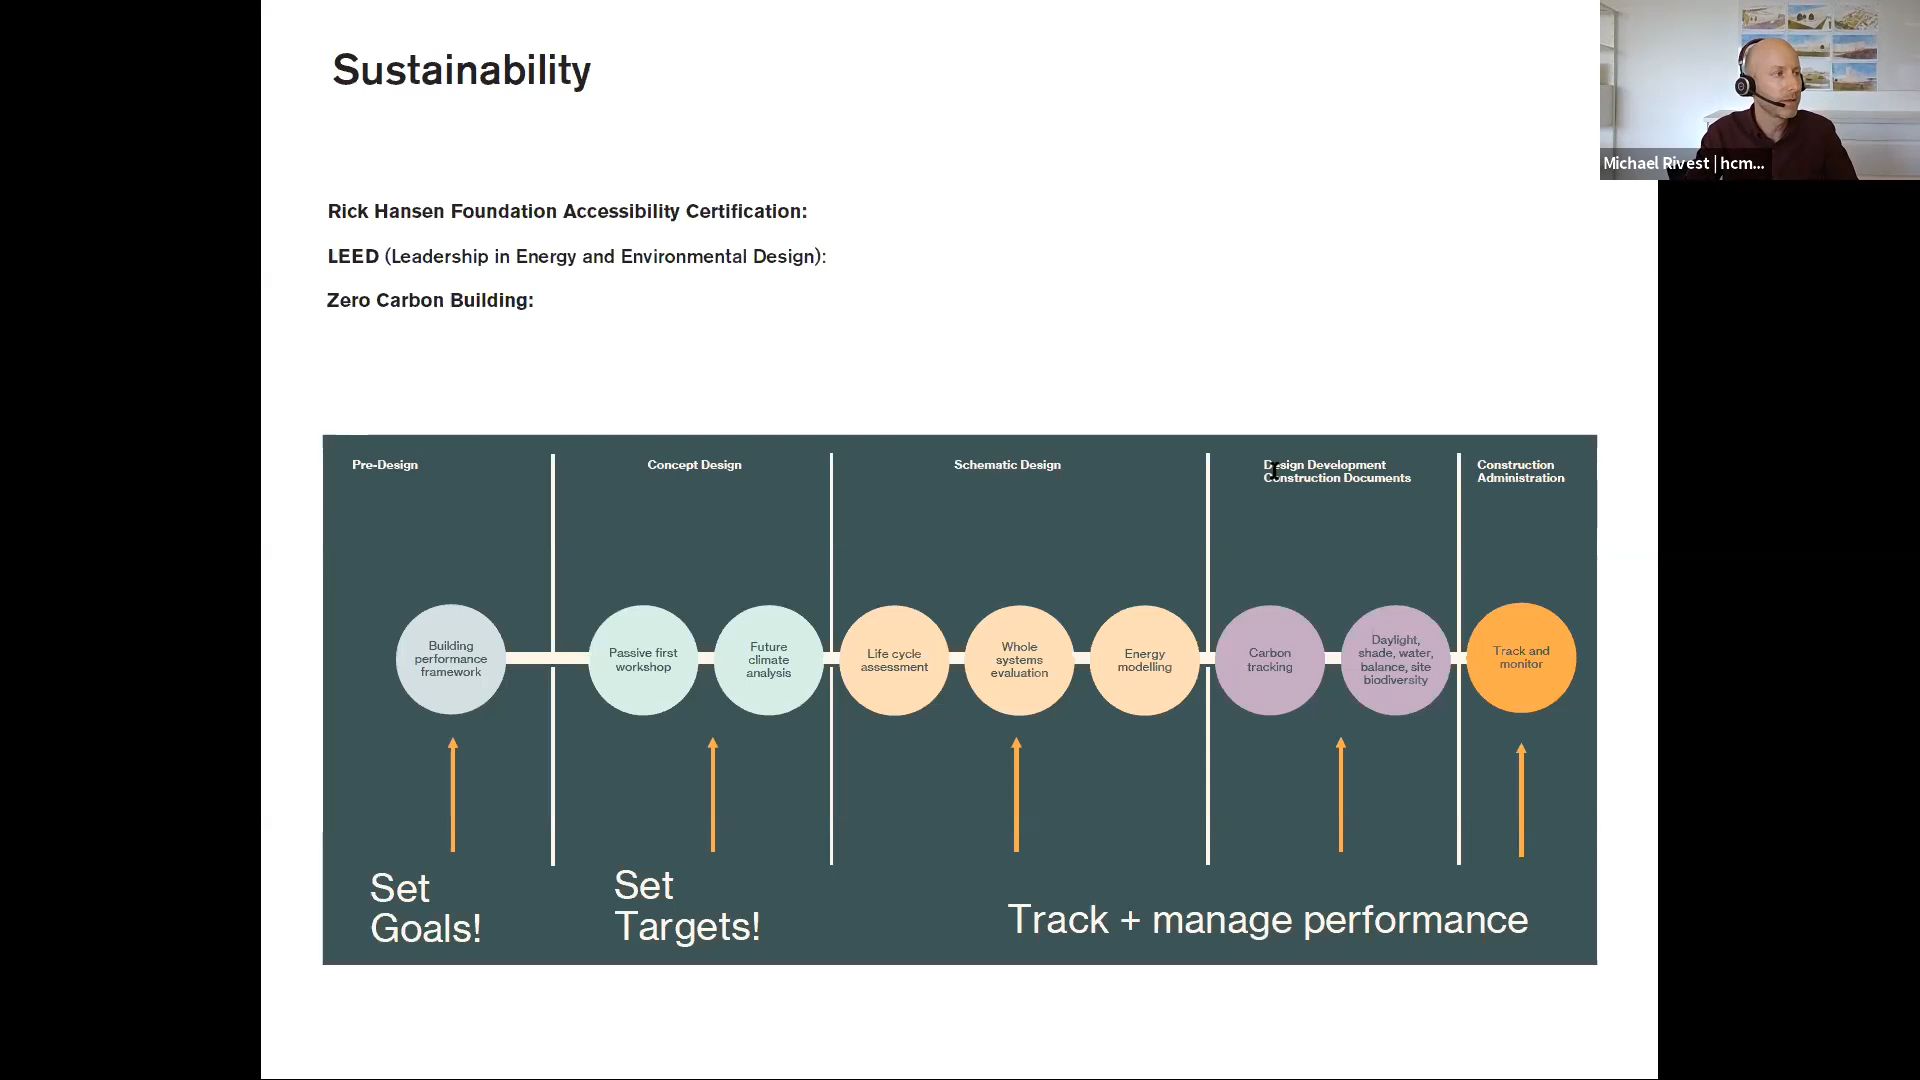 Sustainability
Michael Rivest | hcm...
Rick Hansen Foundation Accessibility Certification:
LEED (Leadership in Energy and Environmental Design):
Zero Carbon Building:
Pre-Design
Concept Design
Schematic Design
Design Development
Construction Documents
Construction
Administration
Building
performance
framework
Passive first
workshop
Future
climate
analysis
Life cycle
assessment
Whole
systems
evaluation
Energy
modelling
Carbon
tracking
Daylight,
shade, water,
balance, site
biodiversity
Track and
monitor
Set
Goals!
Set
Targets!
Track + manage performance